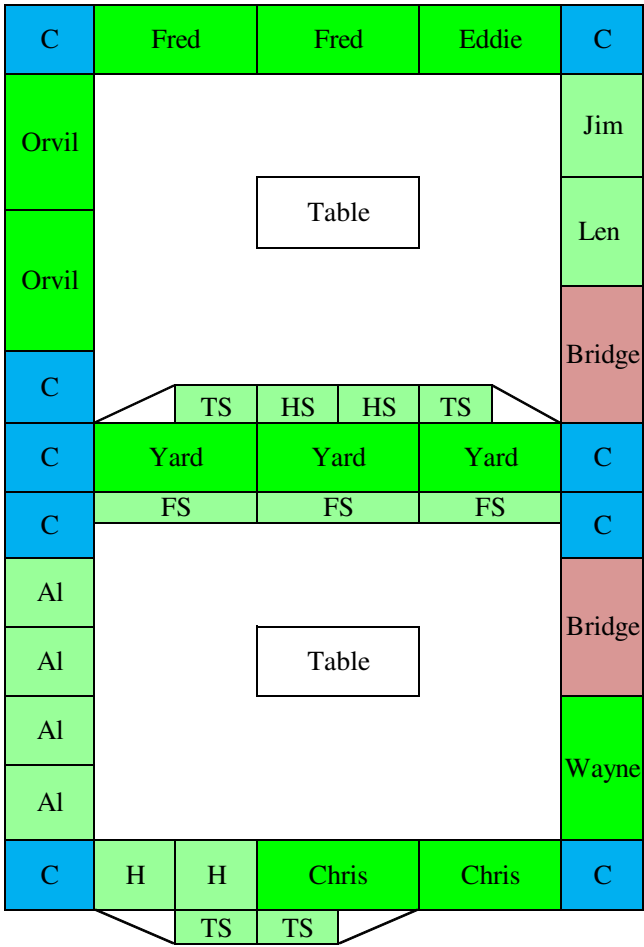 C Fred Fred Eddie C
Orvil Jim
Table Len
Orvil
Bridge
C
TS HS HS TS
C Yard Yard Yard C
C FS FS FS C
Al
Bridge
Al Table
Al
Wayne
Al
C H H Chris Chris C
TS TS